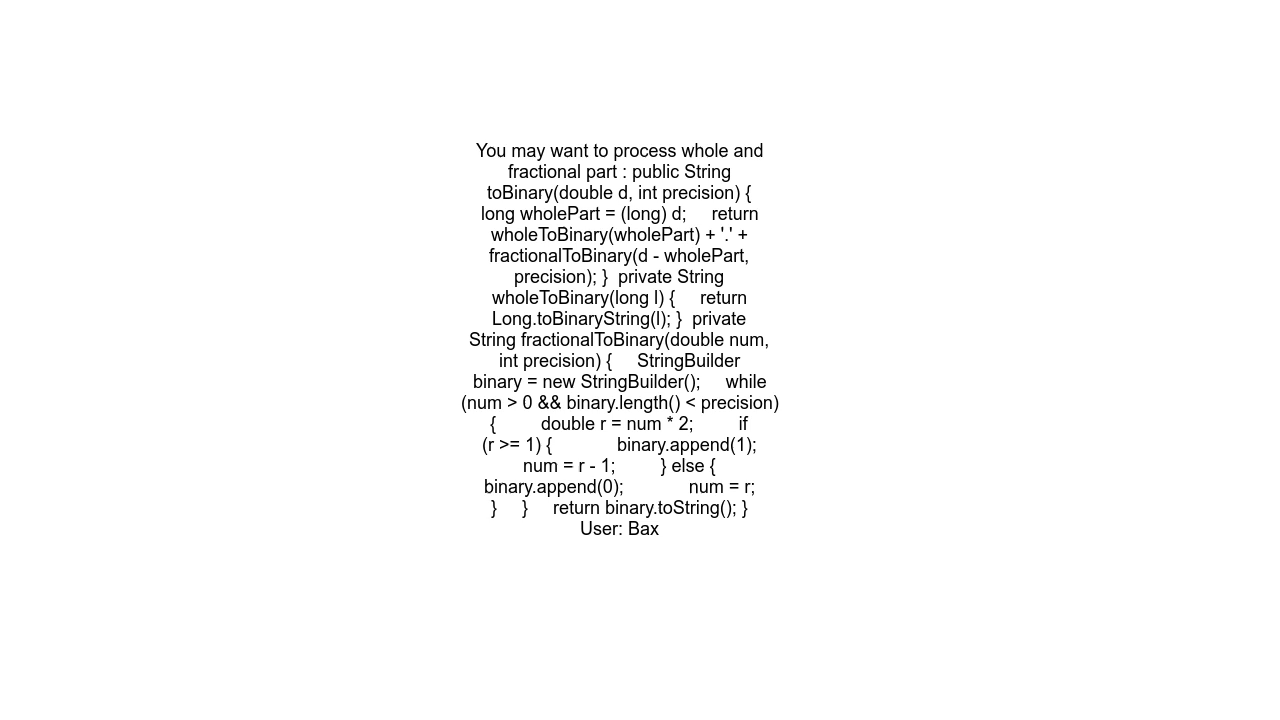 You may want to process whole and
fractional part : public String
toBinary(double d, int precision) {
long wholePart = (long) d;     return
wholeToBinary(wholePart) + '.' +
fractionalToBinary(d - wholePart,
precision); }  private String
wholeToBinary(long l) {     return
Long.toBinaryString(l); }  private
String fractionalToBinary(double num,
int precision) {     StringBuilder
binary = new StringBuilder();     while
(num > 0 && binary.length() < precision)
{         double r = num * 2;         if
(r >= 1) {             binary.append(1);
num = r - 1;         } else {
binary.append(0);             num = r;
}     }     return binary.toString(); }
User: Bax